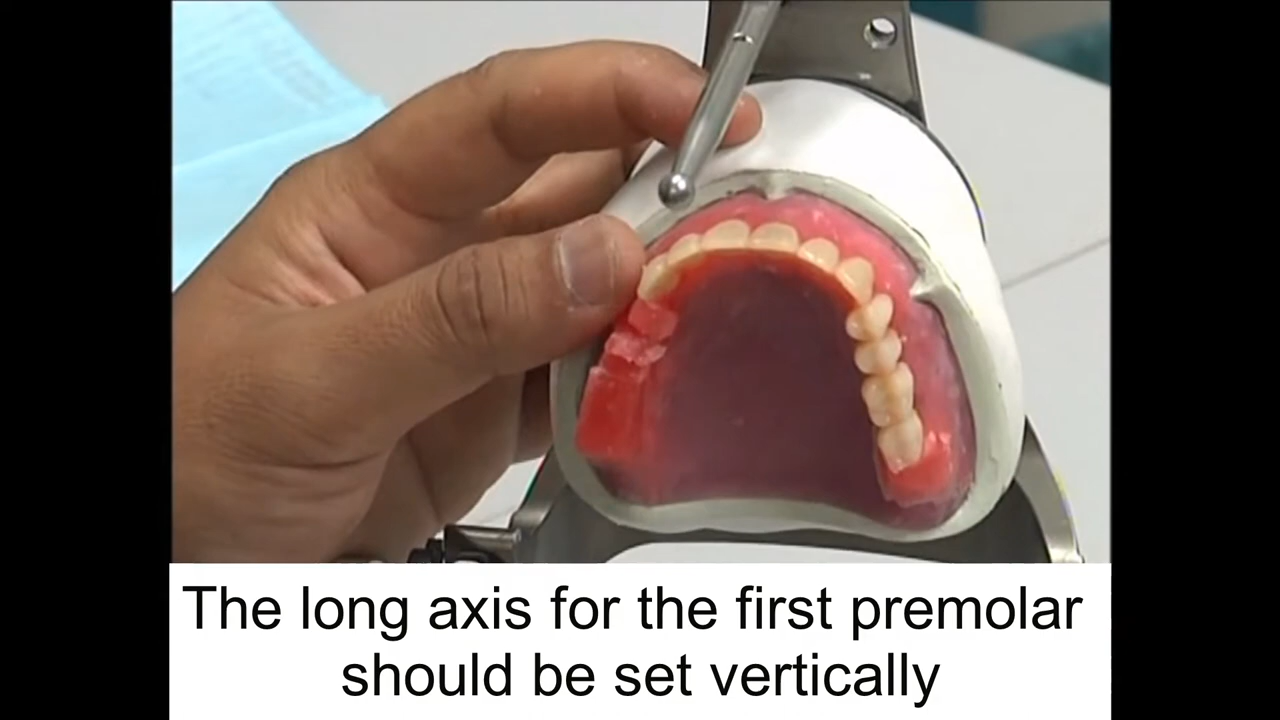 The long axis for the first premolar
should be set vertically